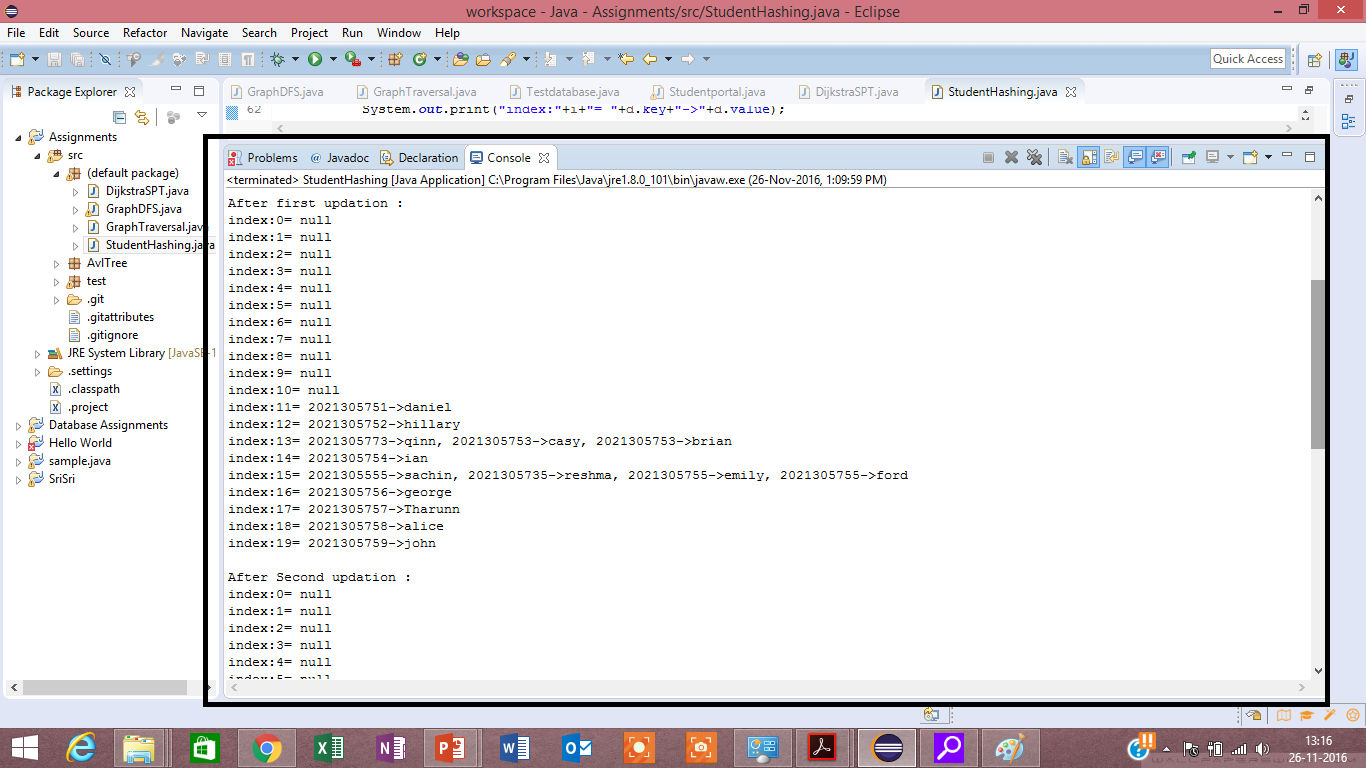 workspace - Java - Assignments/src/StudentHashing.java - Eclipse
File Edit Source Refactor Navigate Search Project Run Window Help
Quick Access
Package Explorer
GraphDFS.java GraphTraversal.java Testdatabase.java Studentportal.java DijkstraSPT.java StudentHashing.java
62 System.out.print("index:"+i+"= "+d.key+"->"+d.value);
Assignments
src
(default package)
DijkstraSPT.java
GraphDFS.java
GraphTraversal.java
StudentHashing.java
AvlTree
test
.git
.gitattributes
.gitignore
JRE System Library [JavaSE-1
.settings
.classpath
.project
Database Assignments
Hello World
sample.java
SriSri
Problems @ Javadoc Declaration Console
<terminated> StudentHashing [Java Application] C:\Program Files\Java\jre1.8.0_101\bin\javaw.exe (26-Nov-2016, 1:09:59 PM)
After first updation :
index:0= null
index:1= null
index:2= null
index:3= null
index:4= null
index:5= null
index:6= null
index:7= null
index:8= null
index:9= null
index:10= null
index:11= 2021305751->daniel
index:12= 2021305752->hillary
index:13= 2021305773->qinn, 2021305753->casy, 2021305753->brian
index:14= 2021305754->ian
index:15= 2021305555->sachin, 2021305735->reshma, 2021305755->emily, 2021305755->ford
index:16= 2021305756->george
index:17= 2021305757->Tharunn
index:18= 2021305758->alice
index:19= 2021305759->john
After Second updation :
index:0= null
index:1= null
index:2= null
index:3= null
index:4= null
index:5= null
13:16
26-11-2016